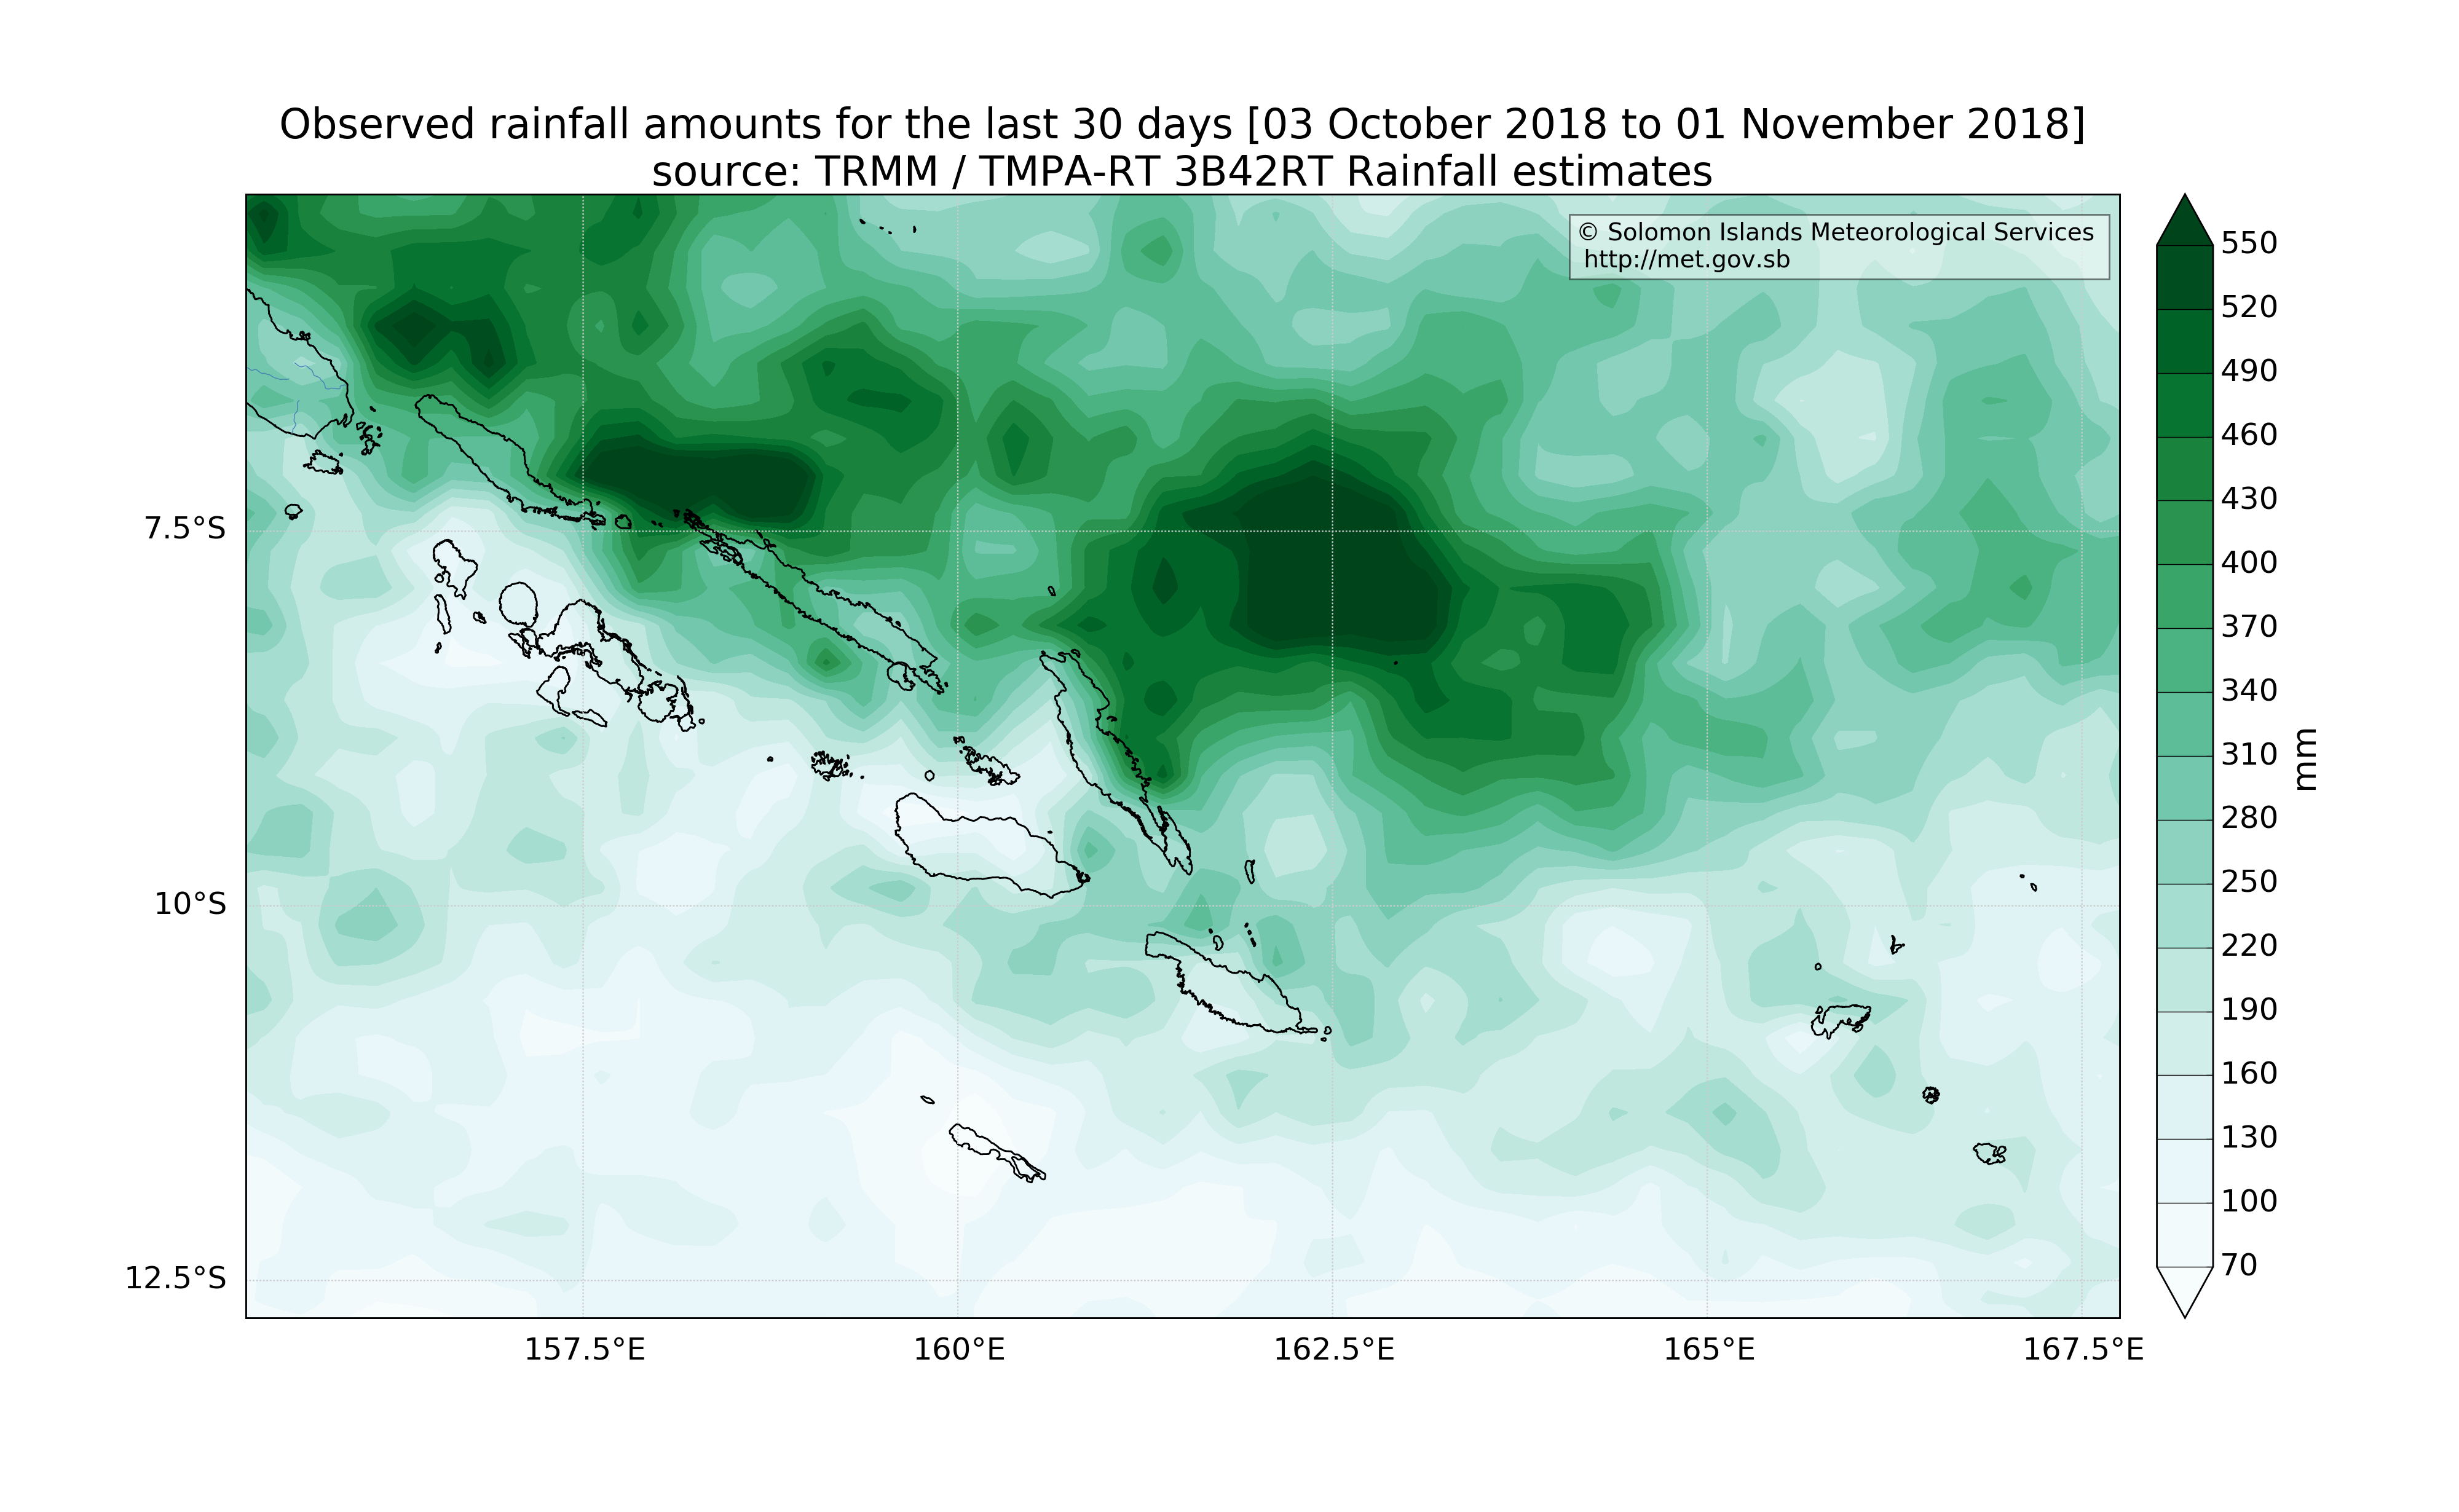 Observed rainfall amounts for the last 30 days [03 October 2018 to 01 November 2018]
source: TRMM / TMPA-RT 3B42RT Rainfall estimates
© Solomon Islands Meteorological Services
http://met.gov.sb
7.5°S
10°S
12.5°S
157.5°E
160°E
162.5°E
165°E
167.5°E
550
520
490
460
430
400
370
340
310
280
250
220
190
160
130
100
70
mm